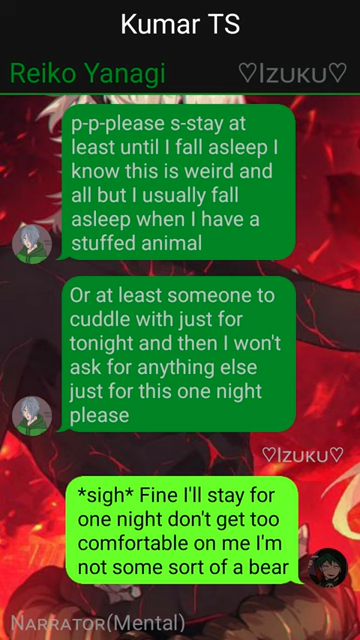 Kumar TS
Reiko Yanagi
♡Izuku♡
p-p-please s-stay at
least until I fall asleep I
know this is weird and
all but I usually fall
asleep when I have a
stuffed animal
Or at least someone to
cuddle with just for
tonight and then I won't
ask for anything else
just for this one night
please
♡Izuku♡
*sigh* Fine I'll stay for
one night don't get too
comfortable on me I'm
not some sort of a bear
Narrator(Mental)